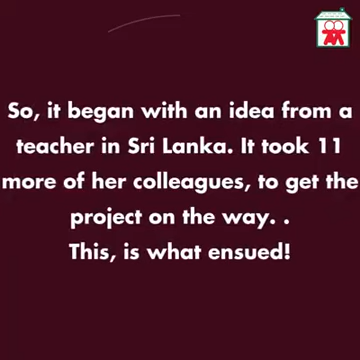 So, it began with an idea from a
teacher in Sri Lanka. It took 11
more of her colleagues, to get the
project on the way. .
This, is what ensued!